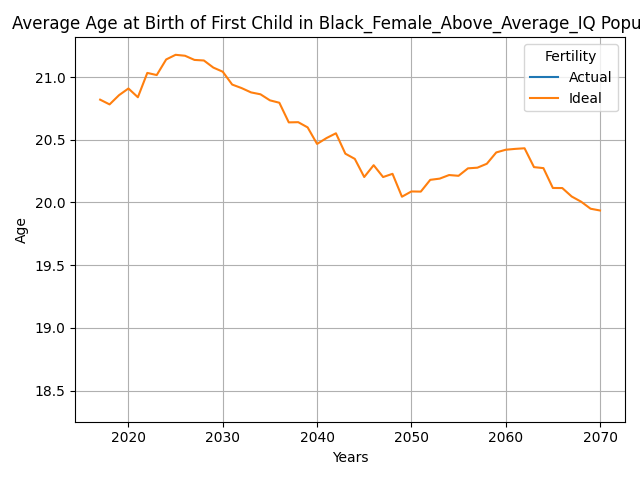 Average Age at Birth of First Child in Black_Female_Above_Average_IQ Popu
Fertility
Actual
Ideal
21.0
20.5
20.0
19.5
19.0
18.5
Age
2020 2030 2040 2050 2060 2070
Years